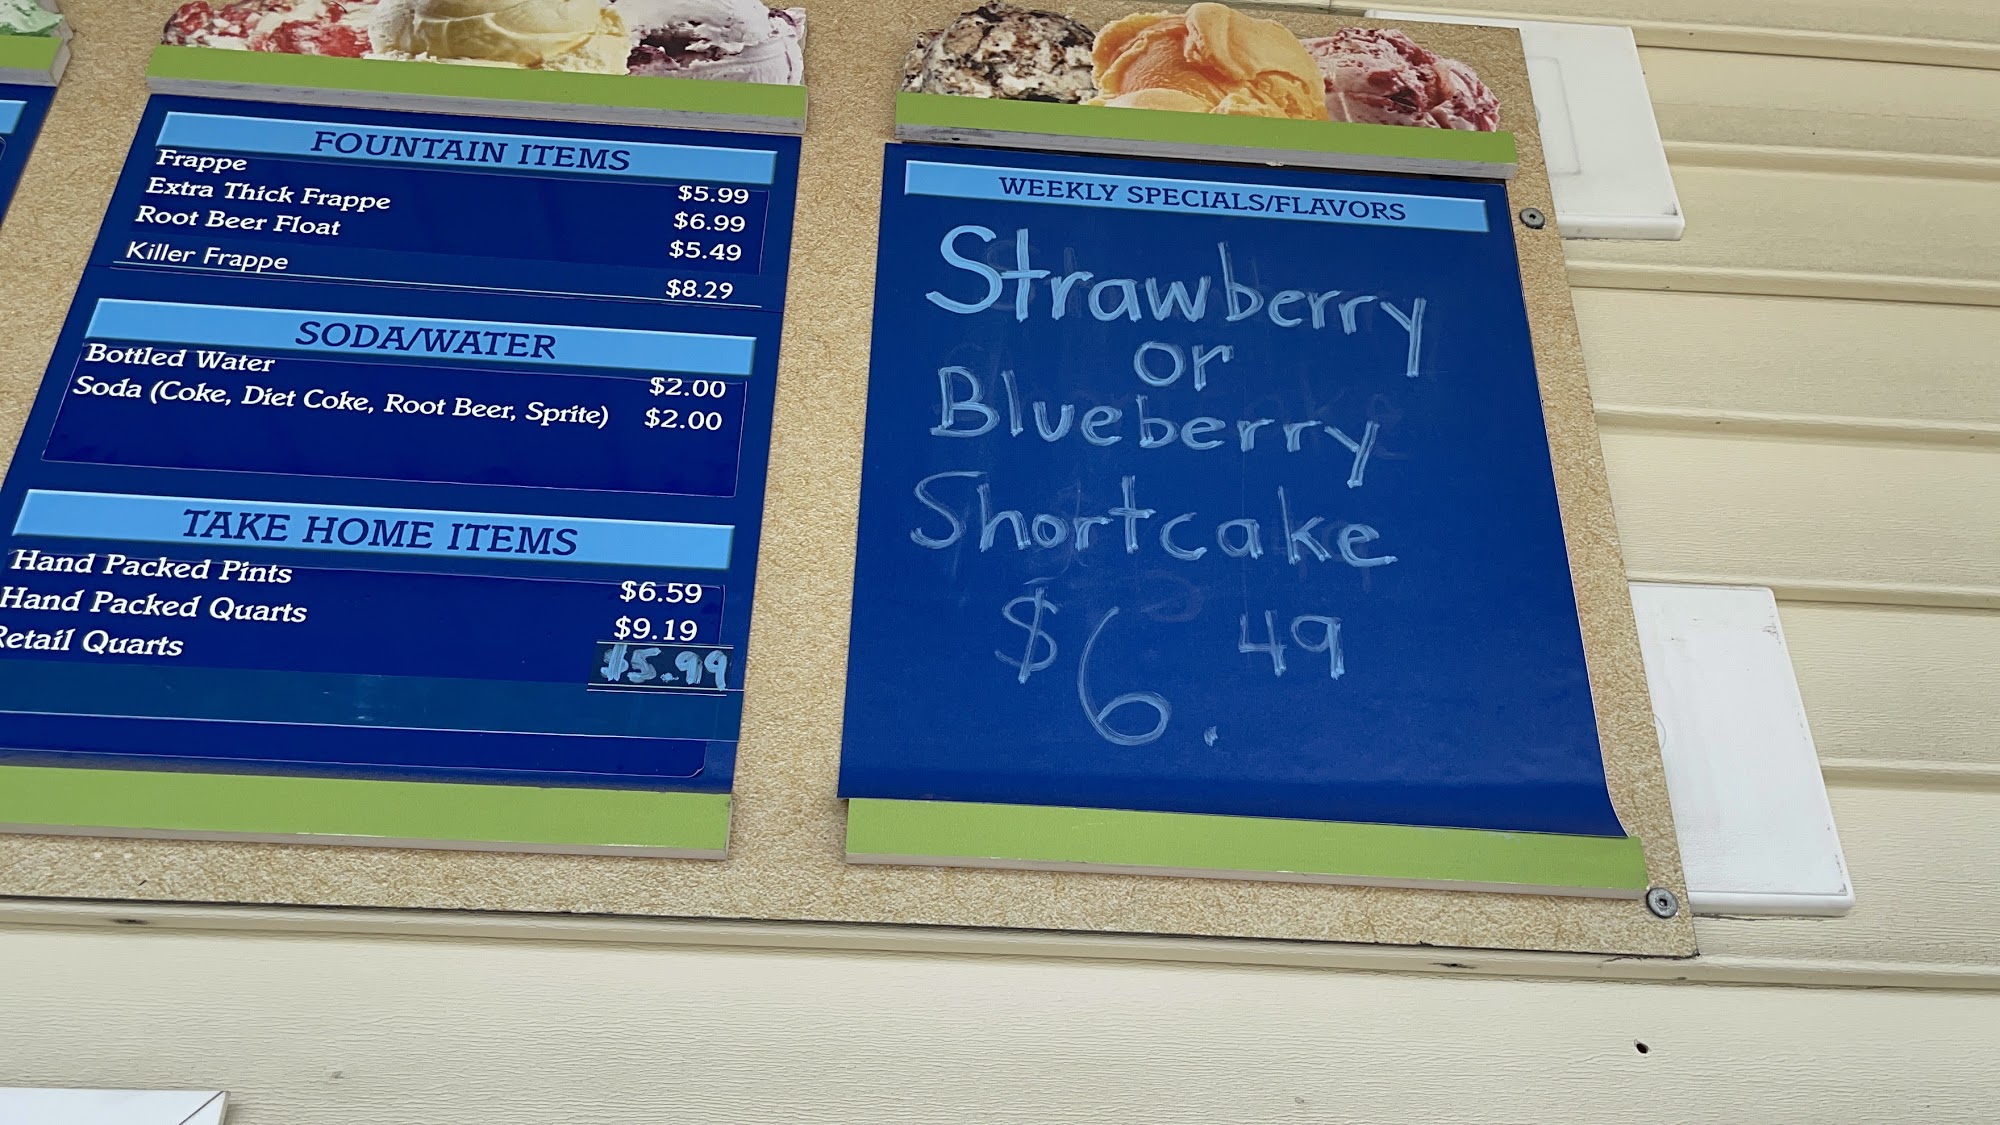 FOUNTAIN ITEMS
Frappe $5.99
Extra Thick Frappe $6.99
Root Beer Float $5.49
Killer Frappe $8.29
SODA/WATER
Bottled Water $2.00
Soda (Coke, Diet Coke, Root Beer, Sprite) $2.00
TAKE HOME ITEMS
Hand Packed Pints $6.59
Hand Packed Quarts $9.19
Retail Quarts $5.99
WEEKLY SPECIALS/FLAVORS
Strawberry
or
Blueberry
Shortcake
$6.49